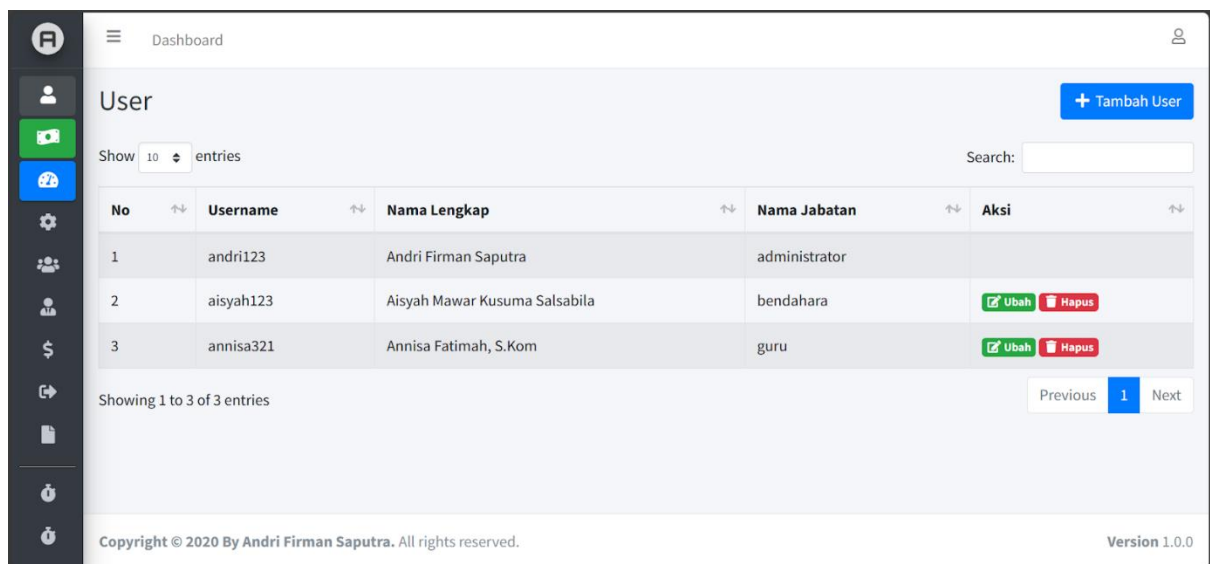 Dashboard
User
Tambah User
Show 10 entries
Search:
No Username Nama Lengkap Nama Jabatan Aksi
1 andri123 Andri Firman Saputra administrator
2 aisyah123 Aisyah Mawar Kusuma Salsabila bendahara Ubah Hapus
3 annisa321 Annisa Fatimah, S.Kom guru Ubah Hapus
Showing 1 to 3 of 3 entries
Previous 1 Next
Copyright © 2020 By Andri Firman Saputra. All rights reserved.
Version 1.0.0